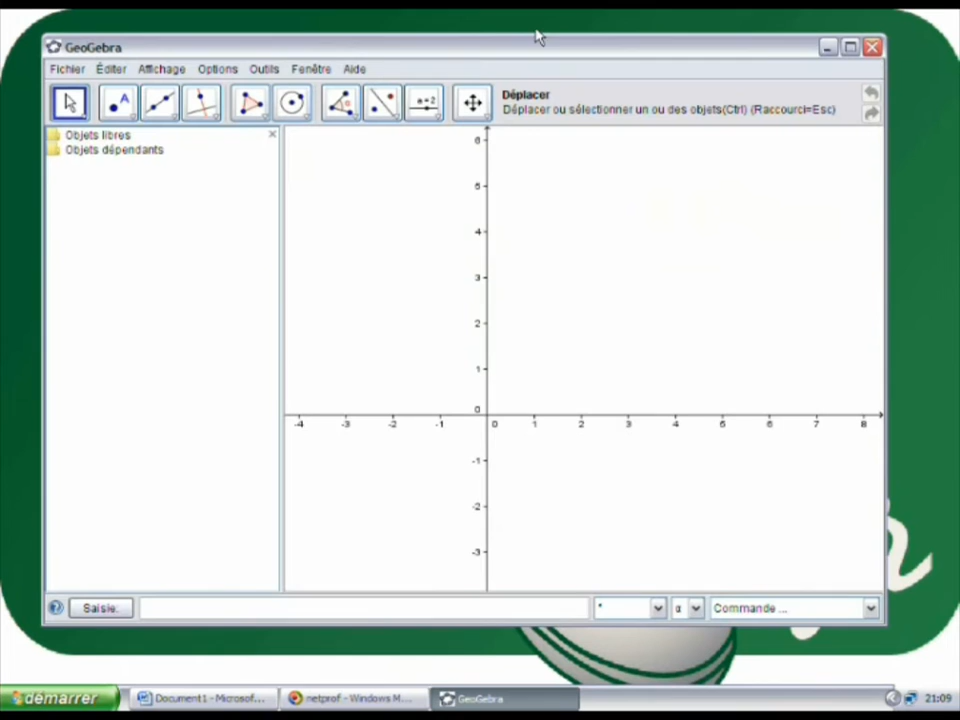 GeoGebra
Fichier Éditer Affichage Options Outils Fenêtre Aide
A
a=2
Déplacer
Déplacer ou sélectionner un ou des objets(Ctrl) (Raccourci=Esc)
Objets libres
Objets dépendants
6
5
4
3
2
1
0
-4 -3 -2 -1 0 1 2 3 4 5 6 7 8
-1
-2
-3
Saisie:
*
α
Commande ...
démarrer
Document1 - Microsof...
netprof - Windows M...
GeoGebra
21:09